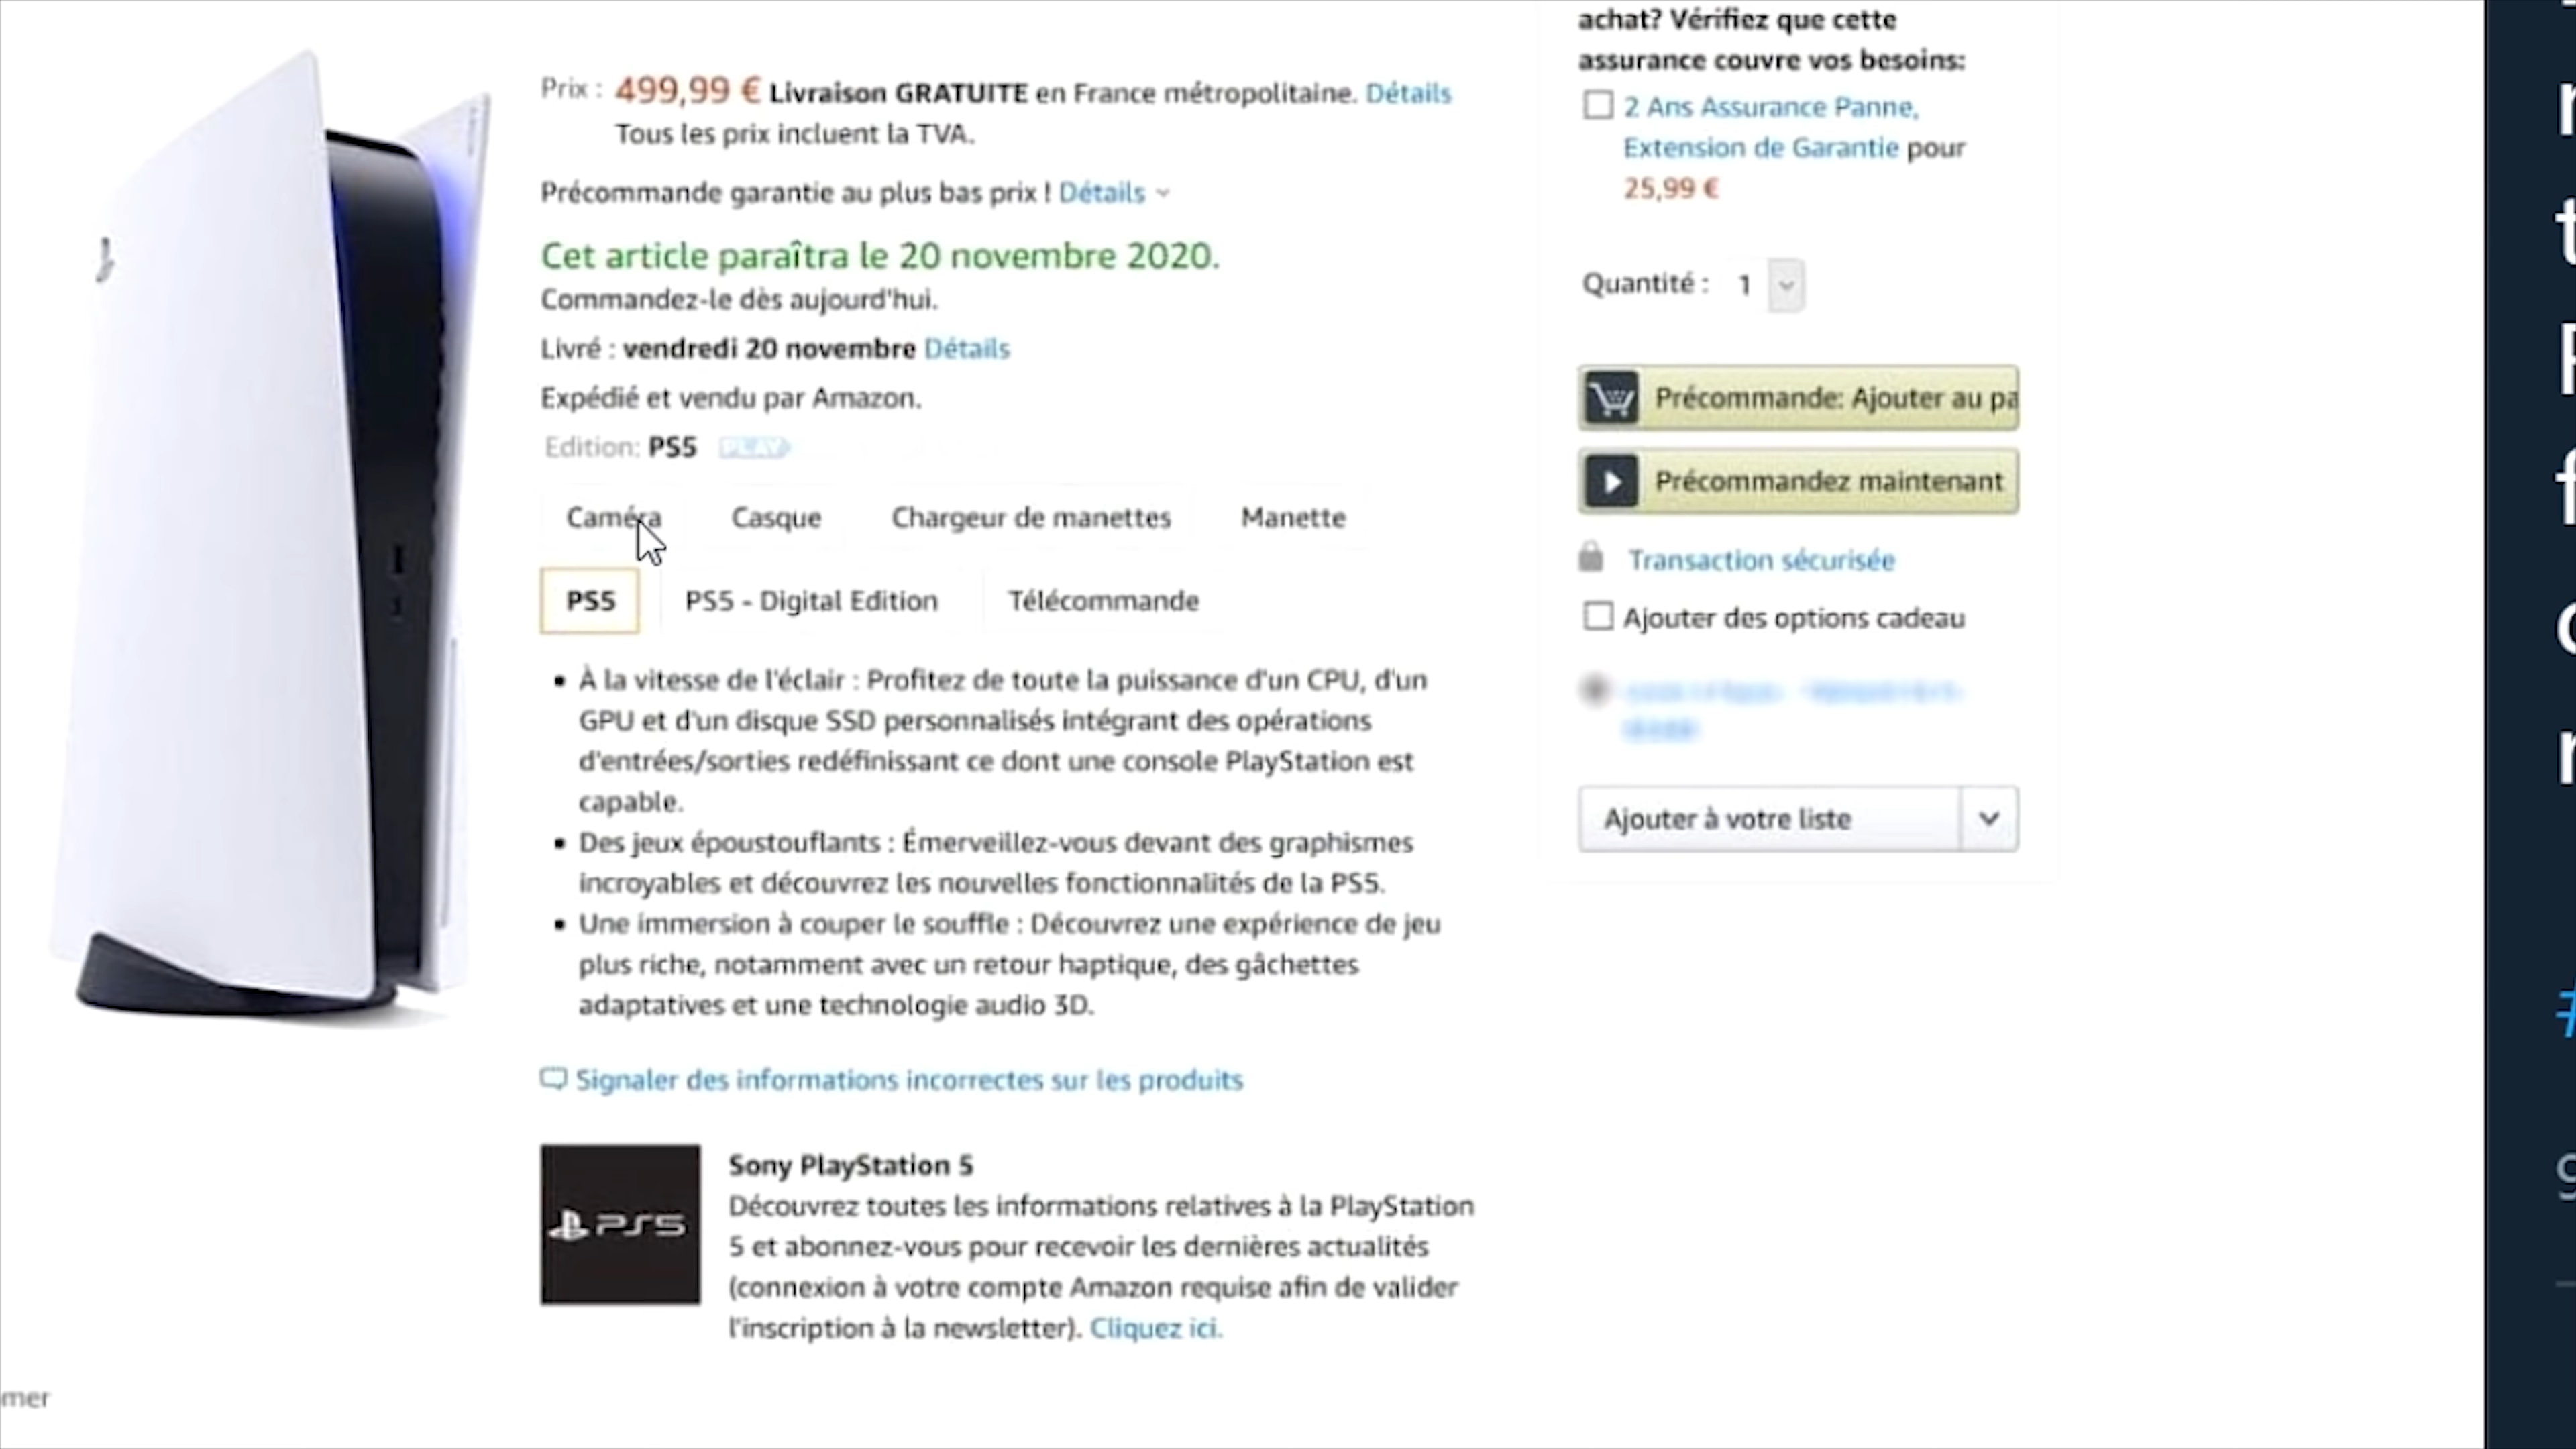 Prix : 499,99 € Livraison GRATUITE en France métropolitaine. Détails
Tous les prix incluent la TVA.
Précommande garantie au plus bas prix ! Détails
Cet article paraîtra le 20 novembre 2020.
Commandez-le dès aujourd'hui.
Livré : vendredi 20 novembre Détails
Expédié et vendu par Amazon.
Edition: PS5 PLAY
Caméra Casque Chargeur de manettes Manette
PS5 PS5 - Digital Edition Télécommande
• À la vitesse de l'éclair : Profitez de toute la puissance d'un CPU, d'un
GPU et d'un disque SSD personnalisés intégrant des opérations
d'entrées/sorties redéfinissant ce dont une console PlayStation est
capable.
• Des jeux époustouflants : Émerveillez-vous devant des graphismes
incroyables et découvrez les nouvelles fonctionnalités de la PS5.
• Une immersion à couper le souffle : Découvrez une expérience de jeu
plus riche, notamment avec un retour haptique, des gâchettes
adaptatives et une technologie audio 3D.
Signaler des informations incorrectes sur les produits
PS5
Sony PlayStation 5
Découvrez toutes les informations relatives à la PlayStation
5 et abonnez-vous pour recevoir les dernières actualités
(connexion à votre compte Amazon requise afin de valider
l'inscription à la newsletter). Cliquez ici.
mer
achat? Vérifiez que cette
assurance couvre vos besoins:
2 Ans Assurance Panne,
Extension de Garantie pour
25,99 €
Quantité : 1
Précommande: Ajouter au pa
Précommandez maintenant
Transaction sécurisée
Ajouter des options cadeau
Ajouter à votre liste
#